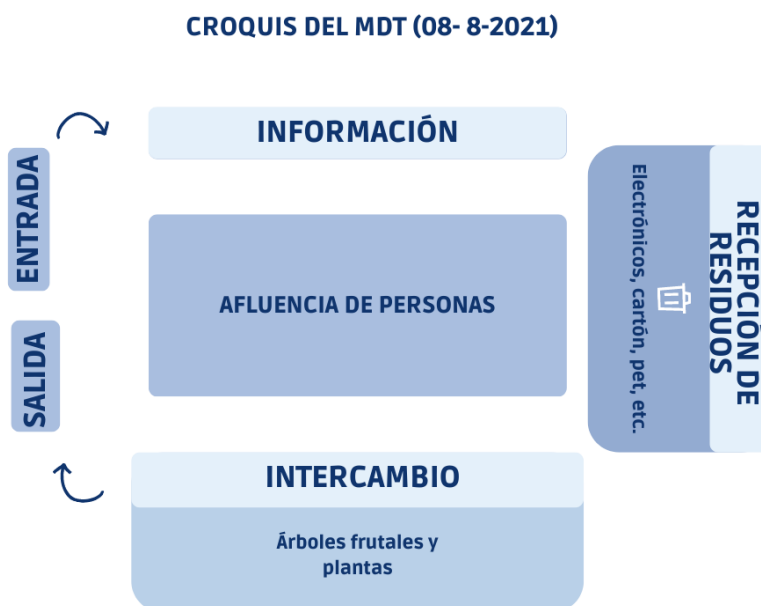 CROQUIS DEL MDT (08- 8-2021)
INFORMACIÓN
ENTRADA
AFLUENCIA DE PERSONAS
SALIDA
Electrónicos, cartón, pet, etc.
RECEPCIÓN DE
RESIDUOS
INTERCAMBIO
Árboles frutales y
plantas